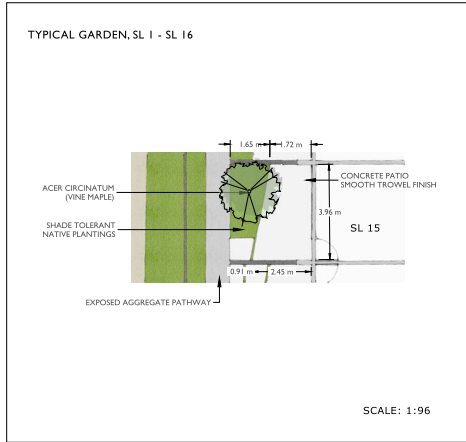 TYPICAL GARDEN, SL 1 - SL 16
1.65 m 1.72 m
ACER CIRCINATUM
(VINE MAPLE)
CONCRETE PATIO
SMOOTH TROWEL FINISH
3.96 m
SHADE TOLERANT
NATIVE PLANTINGS
SL 15
0.91 m 2.45 m
EXPOSED AGGREGATE PATHWAY
SCALE: 1:96